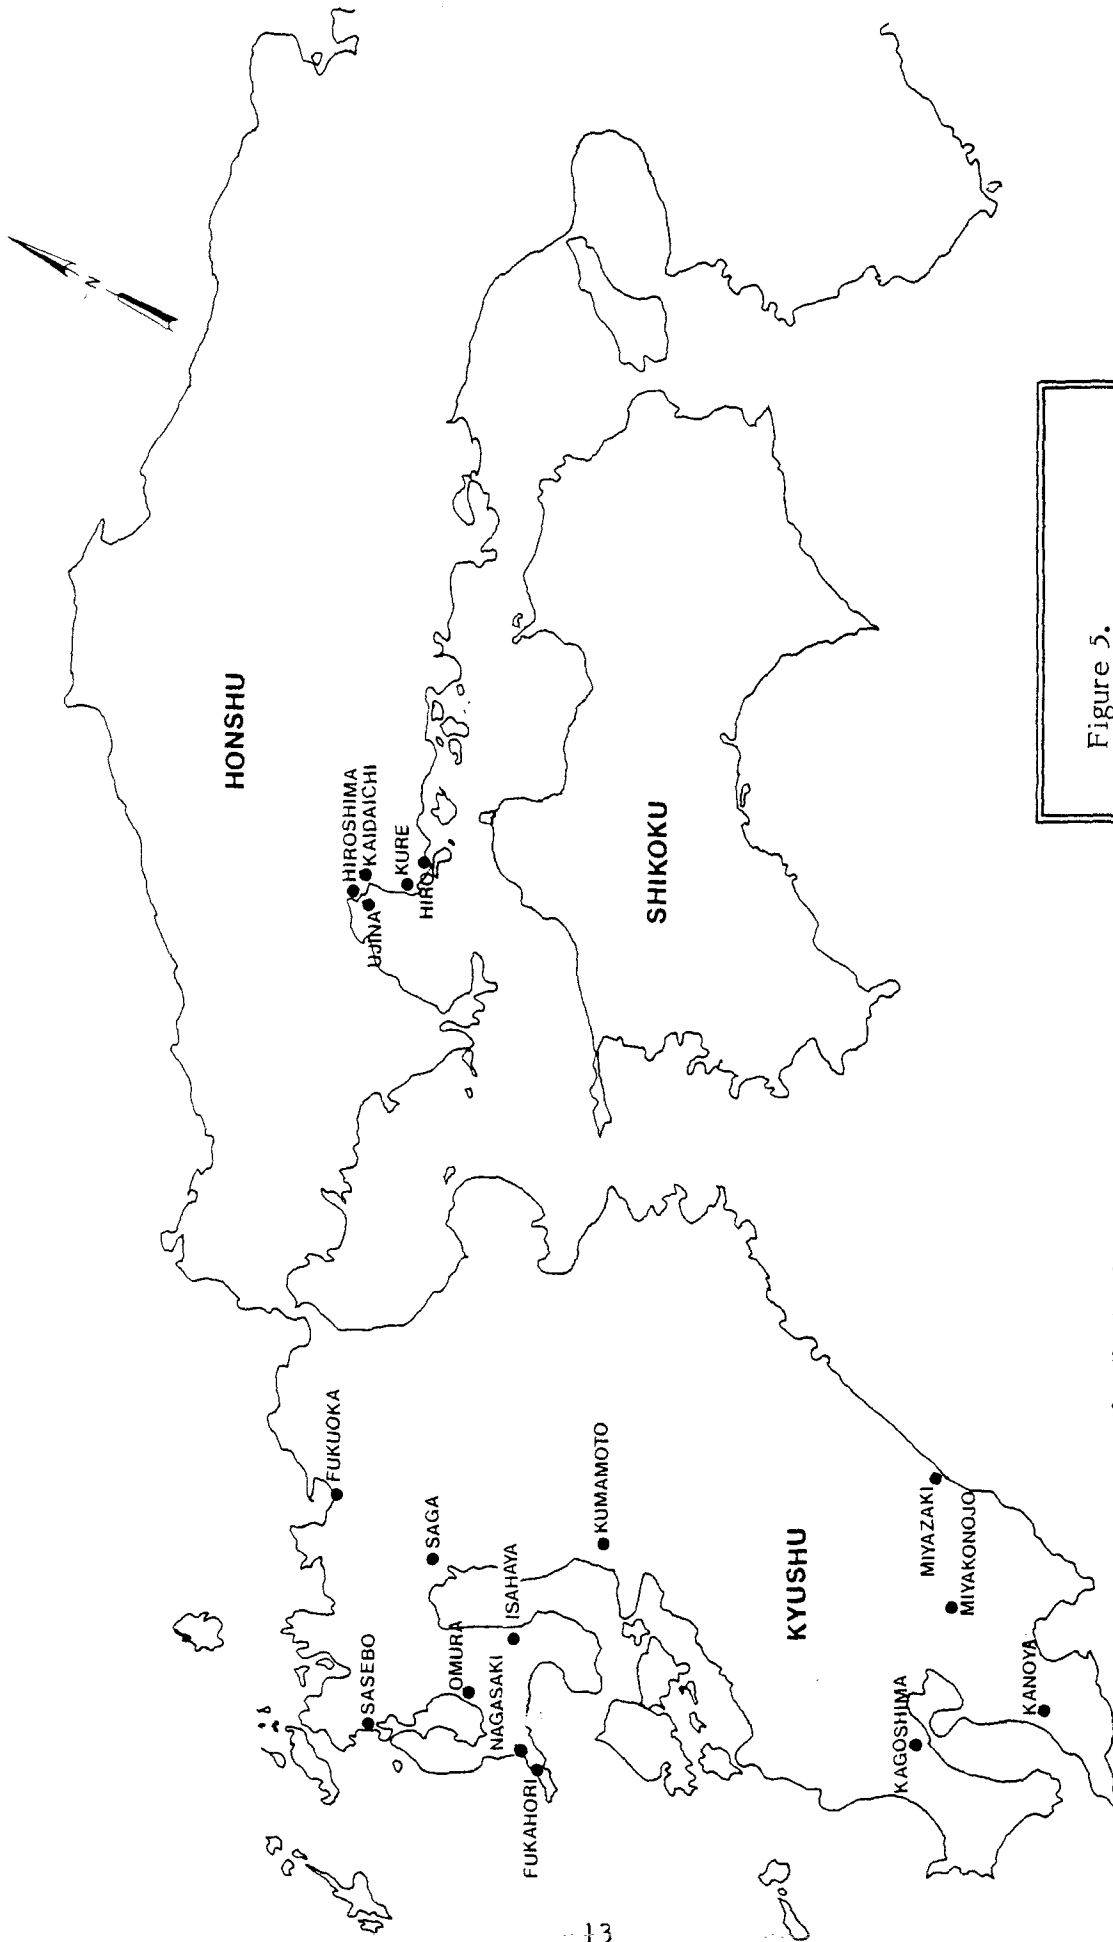 N
HONSHU
HIROSHIMA
KAIDAICHI
UJINA
KURE
HIRO
SHIKOKU
FUKUOKA
SAGA
SASEBO
OMURA
ISAHAYA
NAGASAKI
FUKAHORI
KUMAMOTO
KYUSHU
MIYAZAKI
MIYAKONOJO
KAGOSHIMA
KANOYA
Figure 5.
13